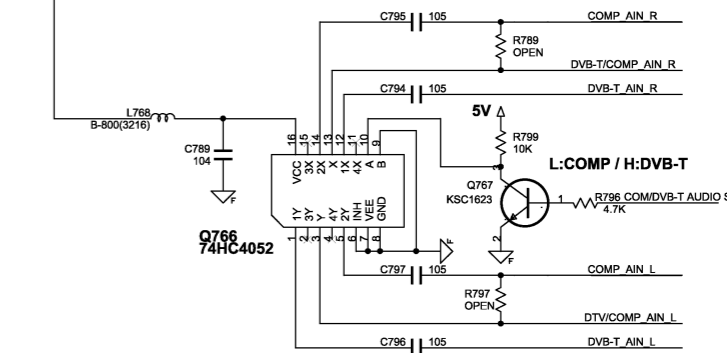 C795 105 COMP_AIN_R
R789
OPEN
DVB-T/COMP_AIN_R
C794 105 DVB-T_AIN_R
5V
L768
B-800(3216)
R799
10K
C789
104
16 15 14 13 12 11 10 9
VCC 3X 2X X 1X 4X A B
L:COMP / H:DVB-T
3
Q767
KSC1623
1
R796 COM/DVB-T AUDIO S
4.7K
1Y 3Y Y 4Y 2Y INH VEE GND
1 2 3 4 5 6 7 8
Q766
74HC4052
F
F
2
F
C797 105 COMP_AIN_L
R797
OPEN
DTV/COMP_AIN_L
C796 105 DVB-T_AIN_L